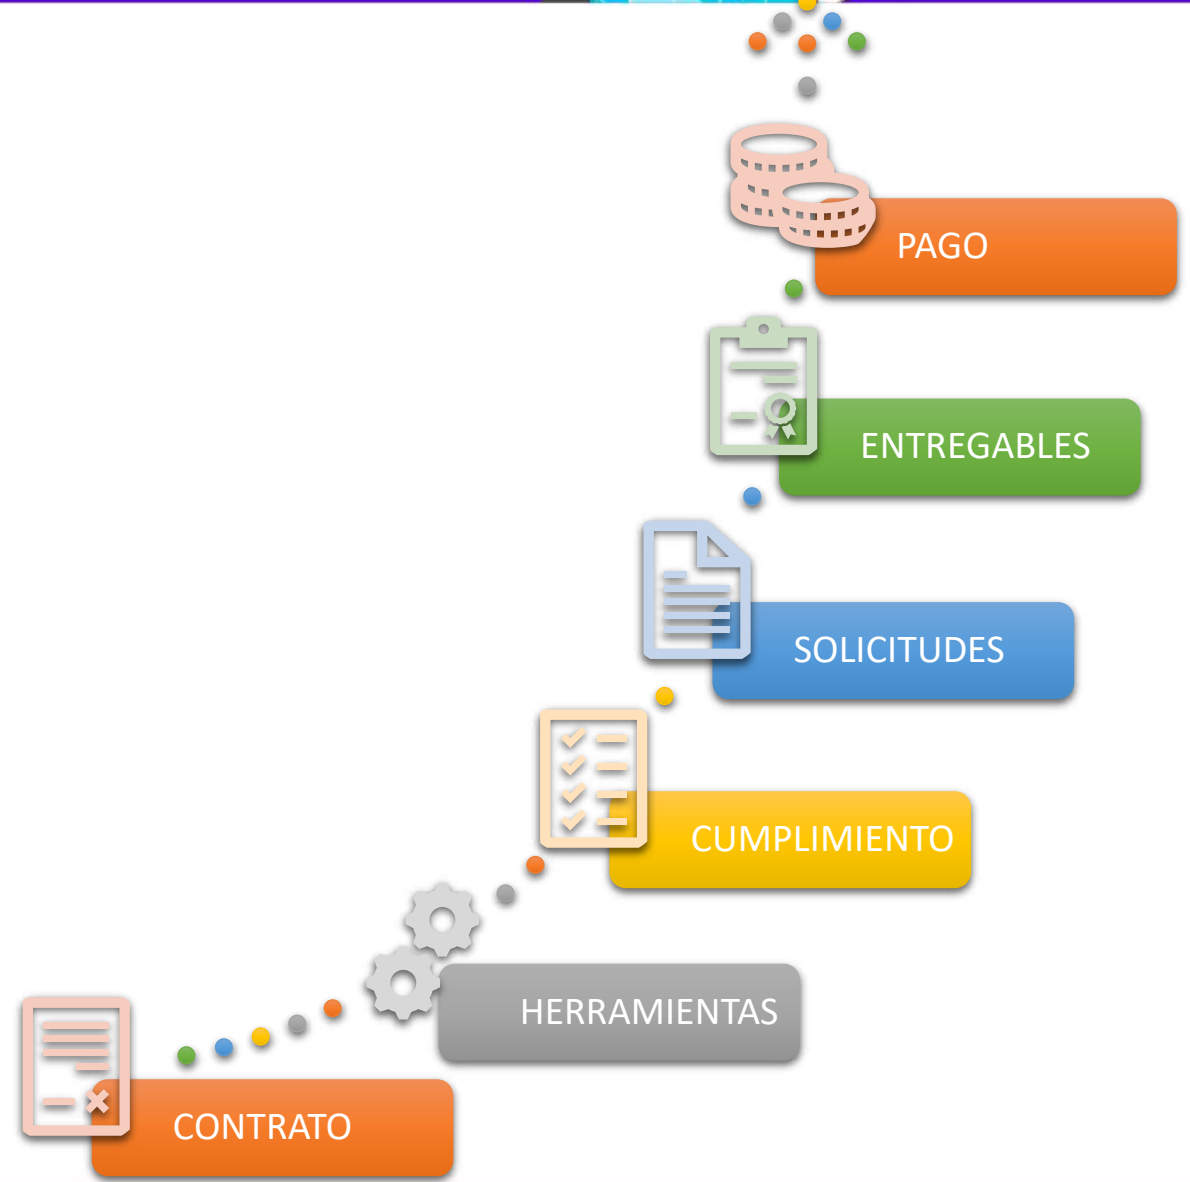 PAGO
ENTREGABLES
SOLICITUDES
CUMPLIMIENTO
HERRAMIENTAS
CONTRATO